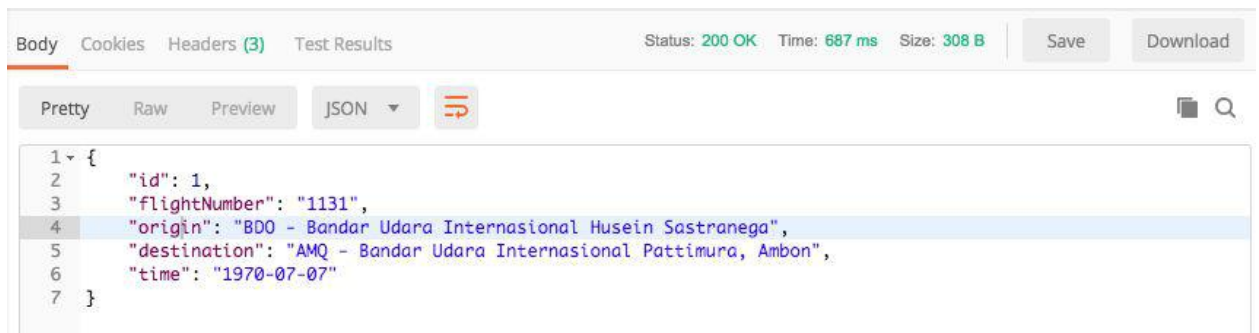 Body Cookies Headers (3) Test Results Status: 200 OK Time: 687 ms Size: 308 B Save Download
Pretty Raw Preview JSON
1 {
2 "id": 1,
3 "flightNumber": "1131",
4 "origin": "BDO - Bandar Udara Internasional Husein Sastranega",
5 "destination": "AMQ - Bandar Udara Internasional Pattimura, Ambon",
6 "time": "1970-07-07"
7 }